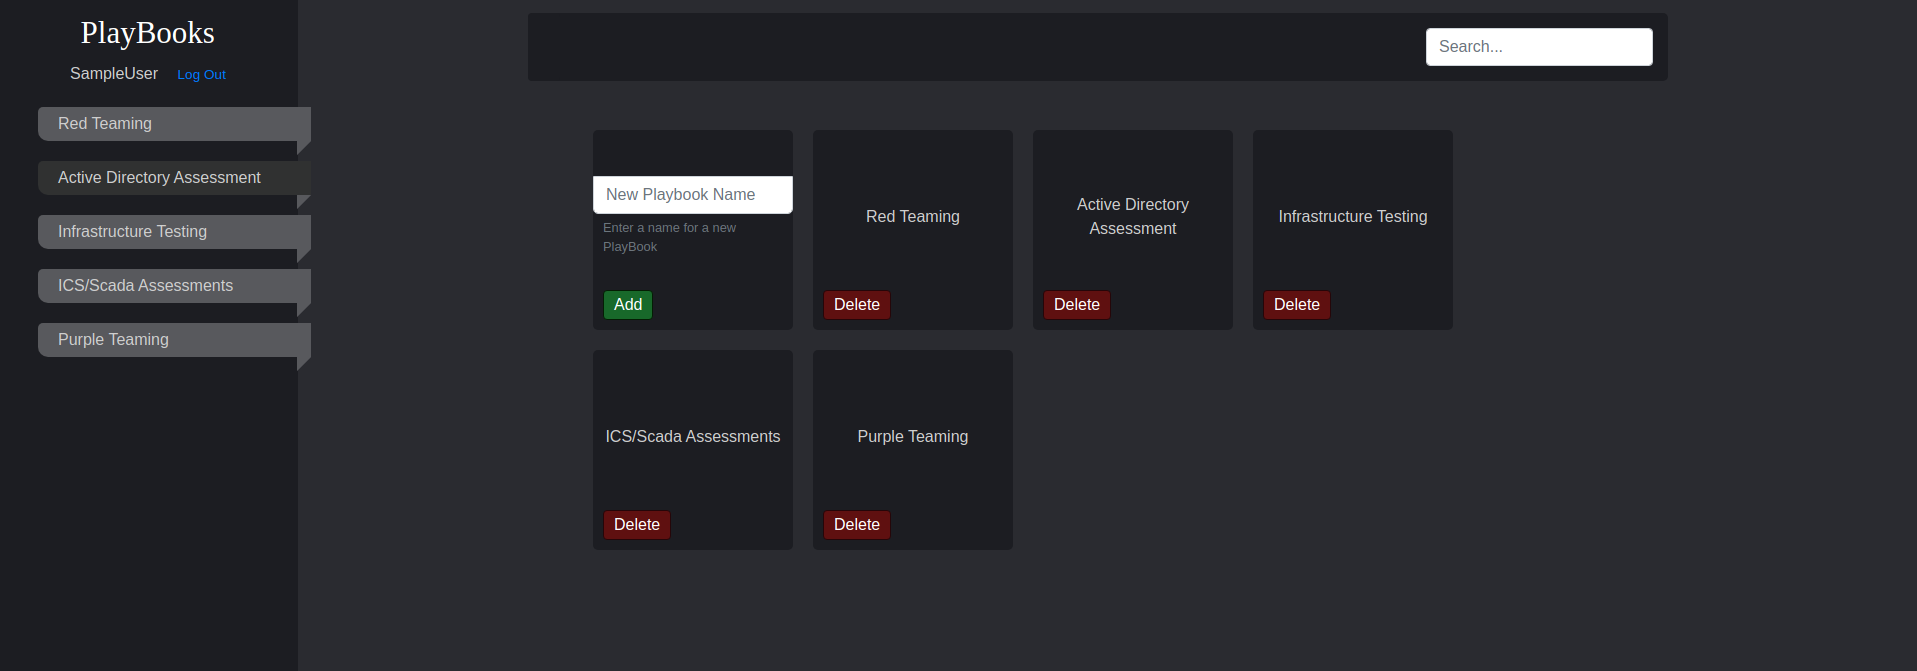 PlayBooks
SampleUser Log Out
Red Teaming
Active Directory Assessment
Infrastructure Testing
ICS/Scada Assessments
Purple Teaming
Search...
New Playbook Name
Enter a name for a new
PlayBook
Add
Red Teaming
Delete
Active Directory
Assessment
Delete
Infrastructure Testing
Delete
ICS/Scada Assessments
Delete
Purple Teaming
Delete